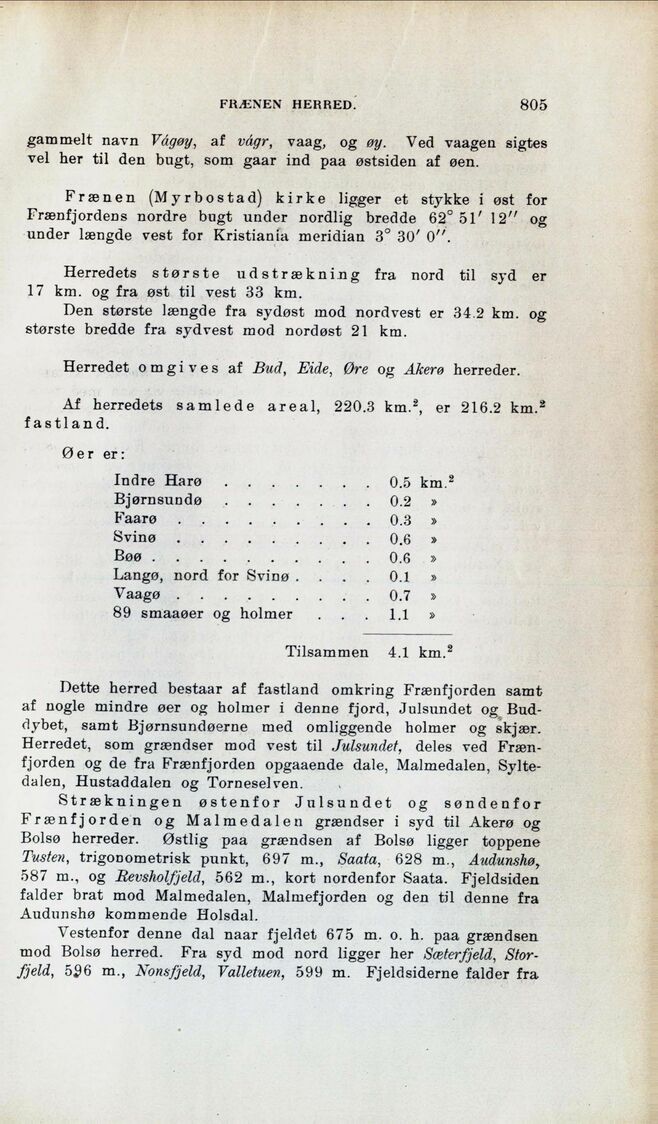 FRÆNEN HERRED. 805
gammelt navn Vágøy, af vágr, vaag, og øy. Ved vaagen sigtes
vel her til den bugt, som gaar ind paa østsiden af øen.
Frænen (Myrbostad) kirke ligger et stykke i øst for
Frænfjordens nordre bugt under nordlig bredde 62° 51′ 12″ og
under længde vest for Kristiania meridian 3° 30′ 0″.
Herredets største udstrækning fra nord til syd er
17 km. og fra øst til vest 33 km.
Den største længde fra sydøst mod nordvest er 34.2 km. og
største bredde fra sydvest mod nordøst 21 km.
Herredet omgives af Bud, Eide, Øre og Akerø herreder.
Af herredets samlede areal, 220.3 km.², er 216.2 km.²
fastland.
Øer er:
Indre Harø . . . . . . . 0.5 km.²
Bjørnsundø . . . . . . . 0.2 »
Faarø . . . . . . . . . 0.3 »
Svinø . . . . . . . . . 0.6 »
Bøø . . . . . . . . . . 0.6 »
Langø, nord for Svinø . . . . 0.1 »
Vaagø . . . . . . . . . 0.7 »
89 smaaøer og holmer . . . 1.1 »
Tilsammen 4.1 km.²
Dette herred bestaar af fastland omkring Frænfjorden samt
af nogle mindre øer og holmer i denne fjord, Julsundet og Bud-
dybet, samt Bjørnsundøerne med omliggende holmer og skjær.
Herredet, som grændser mod vest til Julsundet, deles ved Fræn-
fjorden og de fra Frænfjorden opgaaende dale, Malmedalen, Sylte-
dalen, Hustaddalen og Torneselven.
Strækningen østenfor Julsundet og søndenfor
Frænfjorden og Malmedalen grændser i syd til Akerø og
Bolsø herreder. Østlig paa grændsen af Bolsø ligger toppene
Tusten, trigonometrisk punkt, 697 m., Saata, 628 m., Audunshø,
587 m., og Revsholfjeld, 562 m., kort nordenfor Saata. Fjeldsiden
falder brat mod Malmedalen, Malmefjorden og den til denne fra
Audunshø kommende Holsdal.
Vestenfor denne dal naar fjeldet 675 m. o. h. paa grændsen
mod Bolsø herred. Fra syd mod nord ligger her Sæterfjeld, Stor-
fjeld, 596 m., Nonsfjeld, Valletuen, 599 m. Fjeldsiderne falder fra